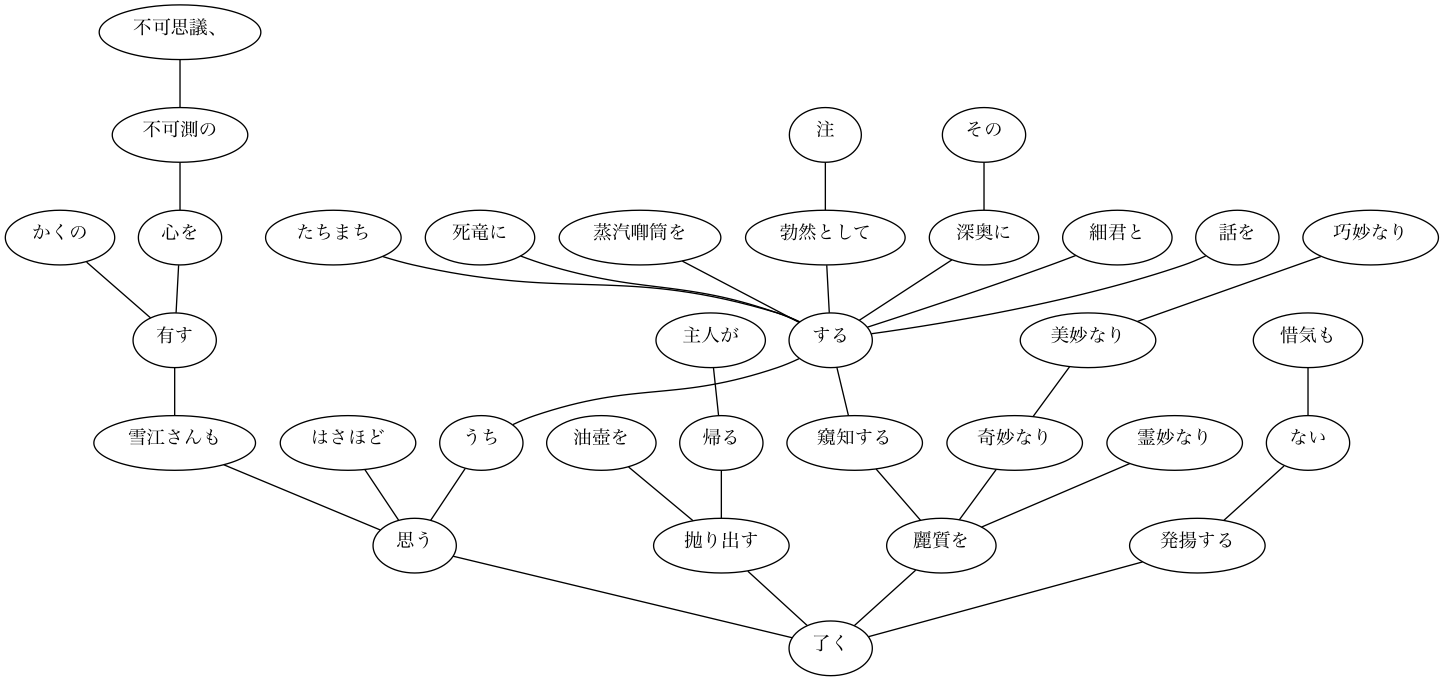 不可思議、
不可測の
注
その
かくの
心を
たちまち
死竜に
蒸汽喞筒を
勃然として
深奥に
細君と
話を
巧妙なり
有す
主人が
する
美妙なり
惜気も
雪江さんも
はさほど
うち
油壺を
帰る
窺知する
奇妙なり
霊妙なり
ない
思う
抛り出す
麗質を
発揚する
了く